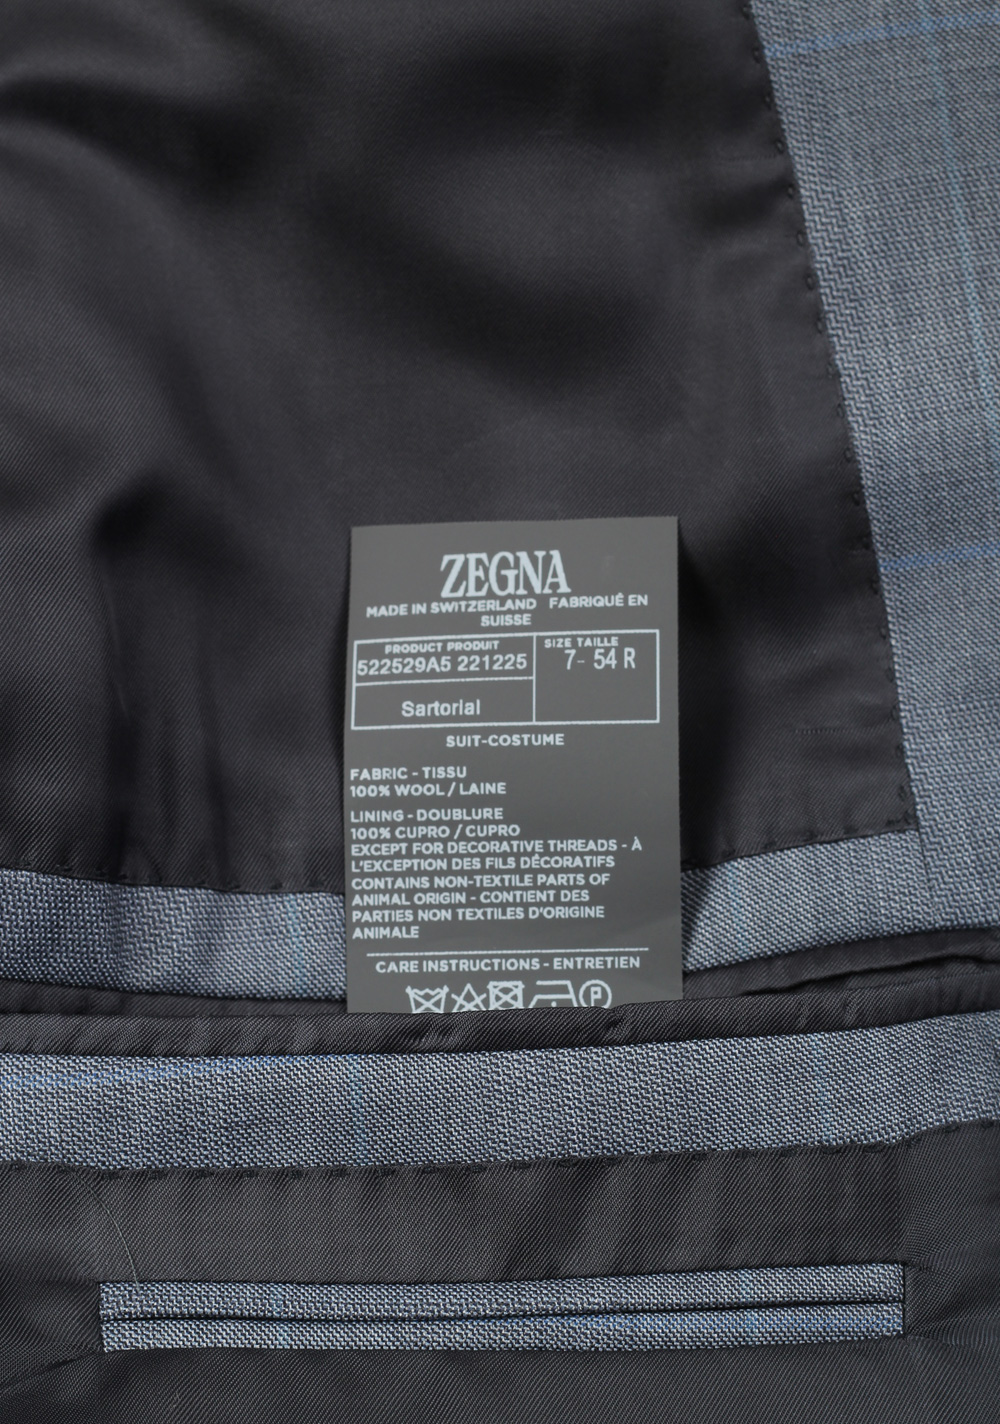 ZEGNA
MADE IN SWITZERLAND FABRIQUÊ EN
SUISSE
PRODUCT PRODUIT
522529A5 221225
SIZE TAILLE
7- 54 R
Sartorial
SUIT-COSTUME
FABRIC - TISSU
100% WOOL / LAINE
LINING - DOUBLURE
100% CUPRO / CUPRO
EXCEPT FOR DECORATIVE THREADS - À
L'EXCEPTION DES FILS DÉCORATIFS
CONTAINS NON-TEXTILE PARTS OF
ANIMAL ORIGIN - CONTIENT DES
PARTIES NON TEXTILES D'ORIGINE
ANIMALE
CARE INSTRUCTIONS - ENTRETIEN
P